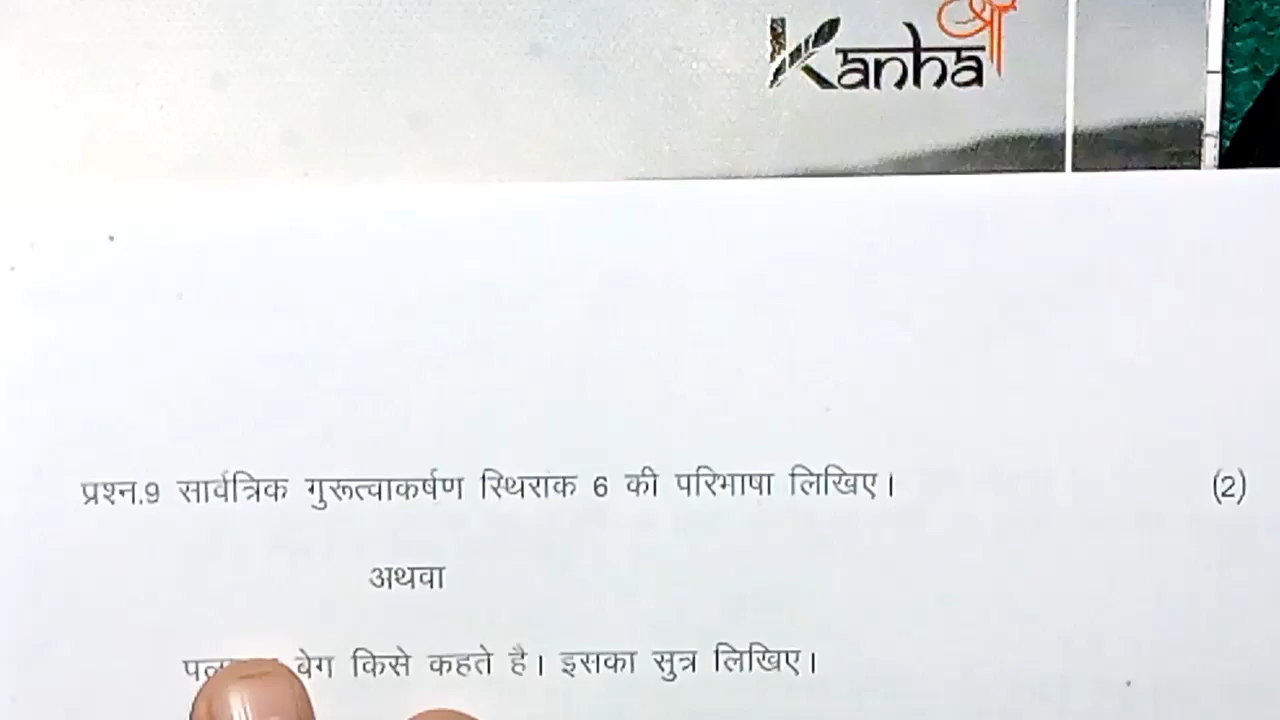 श्री
Kanha
प्रश्न.9 सार्वत्रिक गुरूत्वाकर्षण स्थिरांक 6 की परिभाषा लिखिए। (2)
अथवा
वेग किसे कहते है। इसका सुत्र लिखिए।